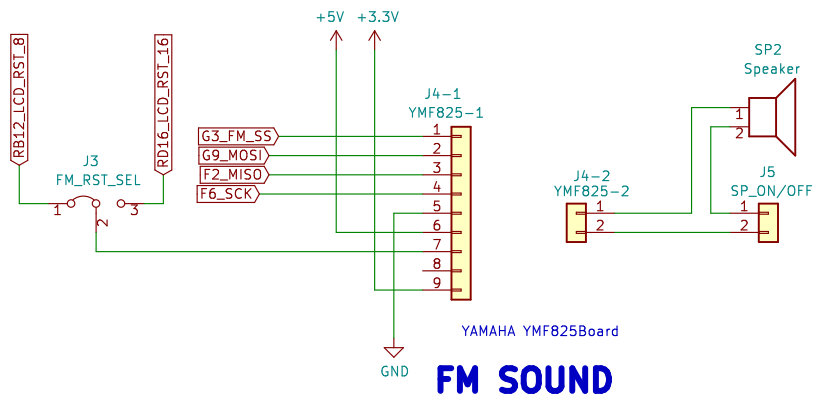 +5V
+3.3V
RB12_LCD_RST_8
RD16_LCD_RST_16
J3
FM_RST_SEL
1
2
3
J4-1
YMF825-1
G3_FM_SS
1
G9_MOSI
2
F2_MISO
3
F6_SCK
4
5
6
7
8
9
GND
YAMAHA YMF825Board
FM SOUND
SP2
Speaker
1
2
J4-2
YMF825-2
1
2
J5
SP_ON/OFF
1
2